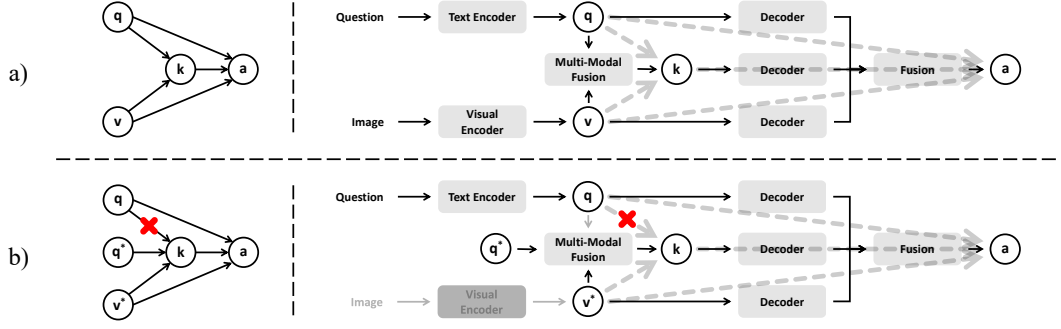 a)
q
k
a
v
Question
Text Encoder
q
Decoder
Multi-Modal
Fusion
k
Decoder
Fusion
a
Image
Visual
Encoder
v
Decoder
b)
q
q*
k
a
v*
Question
Text Encoder
q
Decoder
q*
Multi-Modal
Fusion
k
Decoder
Fusion
a
Image
Visual
Encoder
v*
Decoder